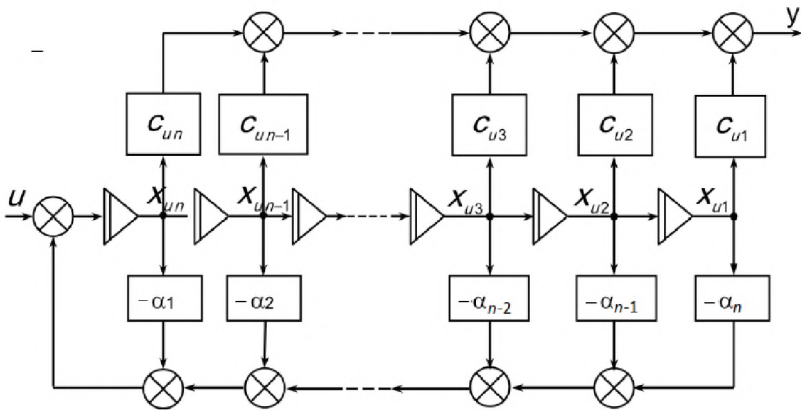 y
–
c_un c_un–1 c_u3 c_u2 c_u1
u x_un x_un–1 x_u3 x_u2 x_u1
–α1 –α2 –α_n-2 –α_n-1 –α_n